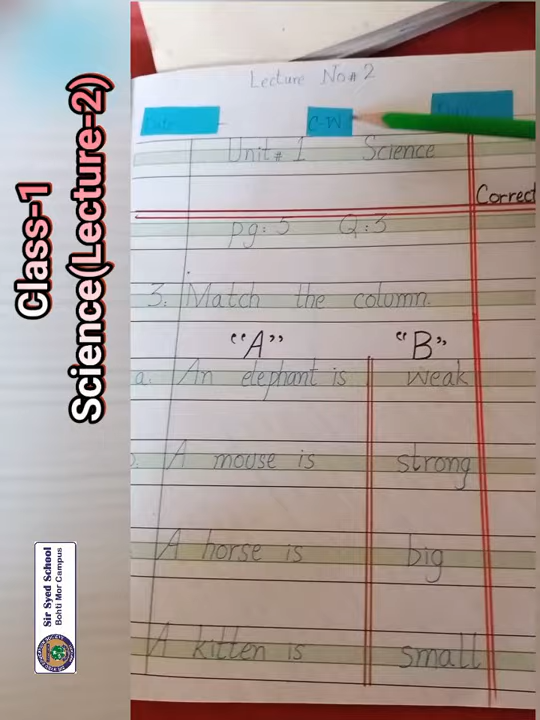 Class-1
Science(Lecture-2)
Sir Syed School
Bohti Mor Campus
Lecture No# 2
Date
C-W
Unit # 1 Science
Correct
pg: 5 Q:3
3. Match the column.
"A" "B"
a. An elephant is weak
A mouse is strong
A horse is big
A kitten is small